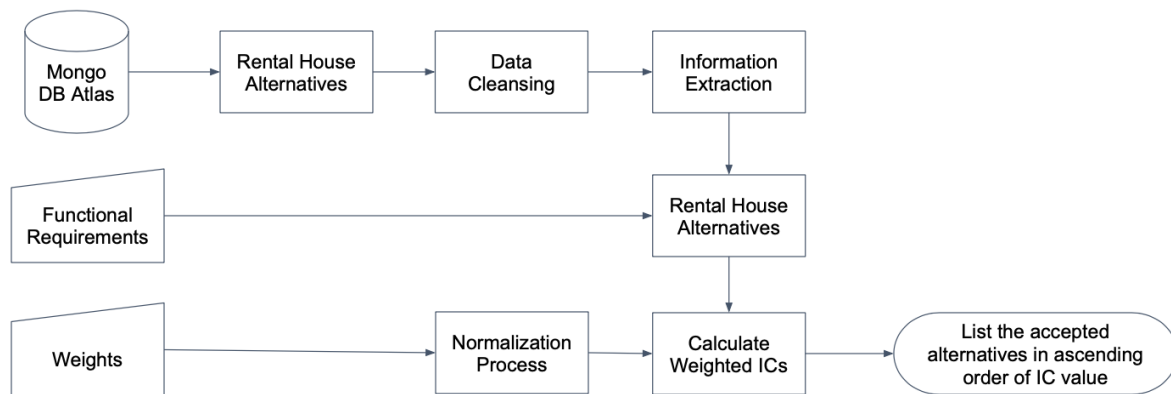 Mongo
DB Atlas
Rental House
Alternatives
Data
Cleansing
Information
Extraction
Functional
Requirements
Rental House
Alternatives
Weights
Normalization
Process
Calculate
Weighted ICs
List the accepted
alternatives in ascending
order of IC value